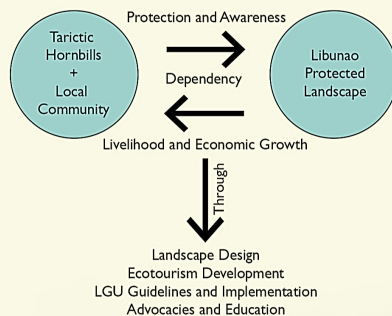 Protection and Awareness
Tarictic
Hornbills
+
Local
Community
Dependency
Libunao
Protected
Landscape
Livelihood and Economic Growth
Through
Landscape Design
Ecotourism Development
LGU Guidelines and Implementation
Advocacies and Education